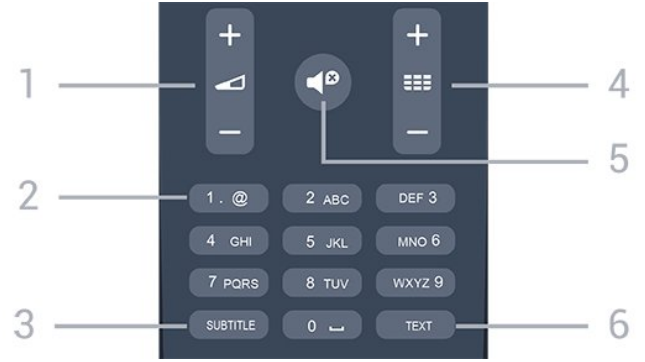 + +
1 4
- -
5
2 1 . @ 2 ABC DEF 3
4 GHI 5 JKL MNO 6
7 PQRS 8 TUV WXYZ 9
3 SUBTITLE 0 ⎵ TEXT 6